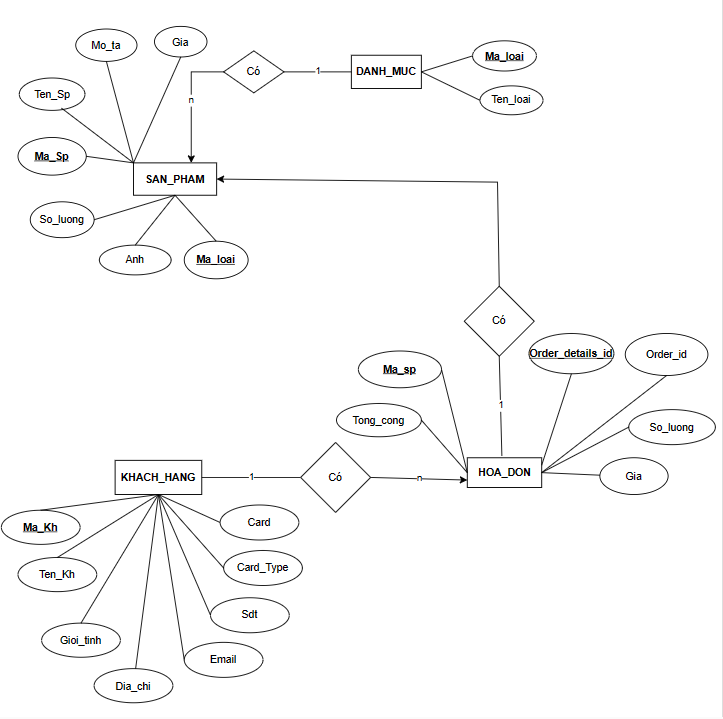 Mo_ta
Gia
Có
1
DANH_MUC
Ma_loai
Ten_loai
n
Ten_Sp
Ma_Sp
SAN_PHAM
So_luong
Anh
Ma_loai
Có
1
Order_details_id
Order_id
Ma_sp
Tong_cong
So_luong
HOA_DON
Gia
KHACH_HANG
1
Có
n
Ma_Kh
Card
Ten_Kh
Card_Type
Sdt
Gioi_tinh
Email
Dia_chi